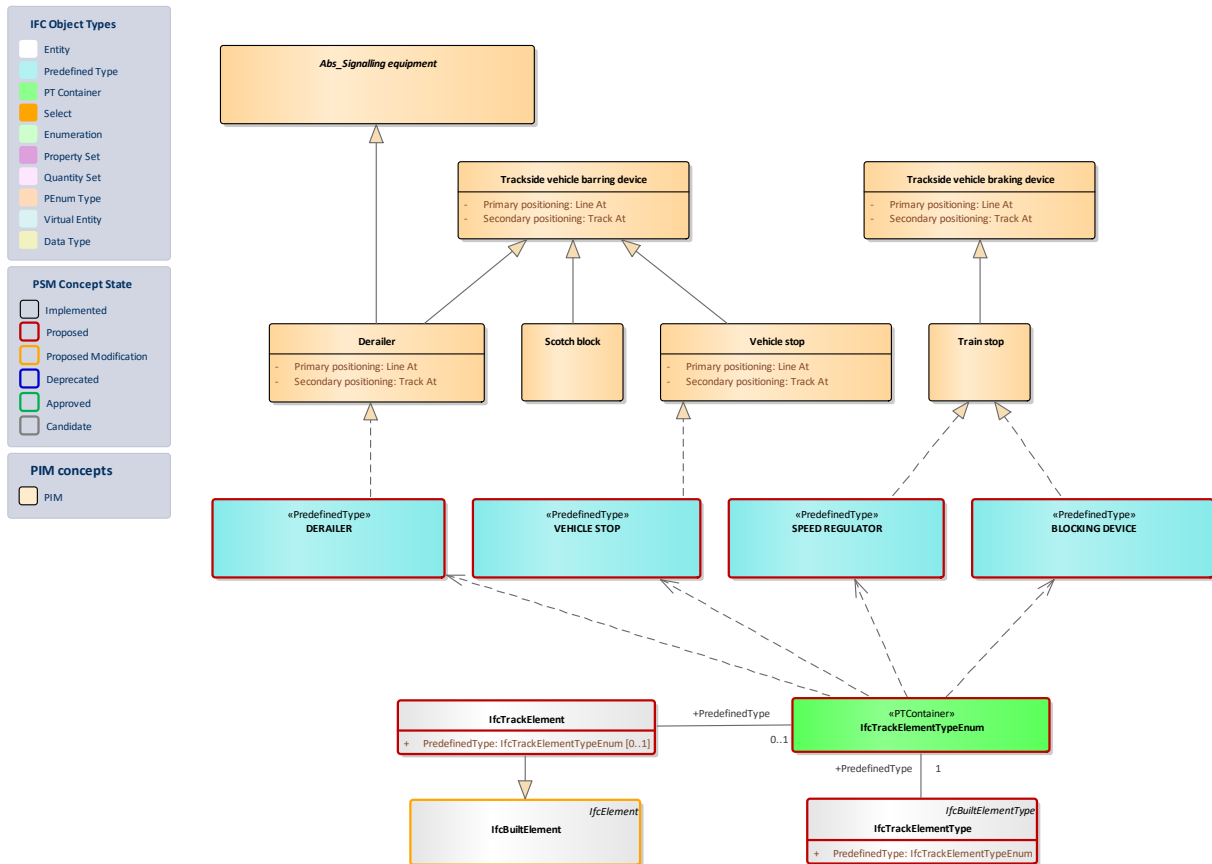 IFC Object Types
Entity
Predefined Type
PT Container
Select
Enumeration
Property Set
Quantity Set
PEnum Type
Virtual Entity
Data Type
PSM Concept State
Implemented
Proposed
Proposed Modification
Deprecated
Approved
Candidate
PIM concepts
PIM
Abs_Signalling equipment
Trackside vehicle barring device
- Primary positioning: Line At
- Secondary positioning: Track At
Trackside vehicle braking device
- Primary positioning: Line At
- Secondary positioning: Track At
Derailer
- Primary positioning: Line At
- Secondary positioning: Track At
Scotch block
Vehicle stop
- Primary positioning: Line At
- Secondary positioning: Track At
Train stop
«PredefinedType»
DERAILER
«PredefinedType»
VEHICLE STOP
«PredefinedType»
SPEED REGULATOR
«PredefinedType»
BLOCKING DEVICE
IfcTrackElement
+ PredefinedType: IfcTrackElementTypeEnum [0..1]
+PredefinedType
0..1
«PTContainer»
IfcTrackElementTypeEnum
+PredefinedType 1
IfcElement
IfcBuiltElement
IfcBuiltElementType
IfcTrackElementType
+ PredefinedType: IfcTrackElementTypeEnum